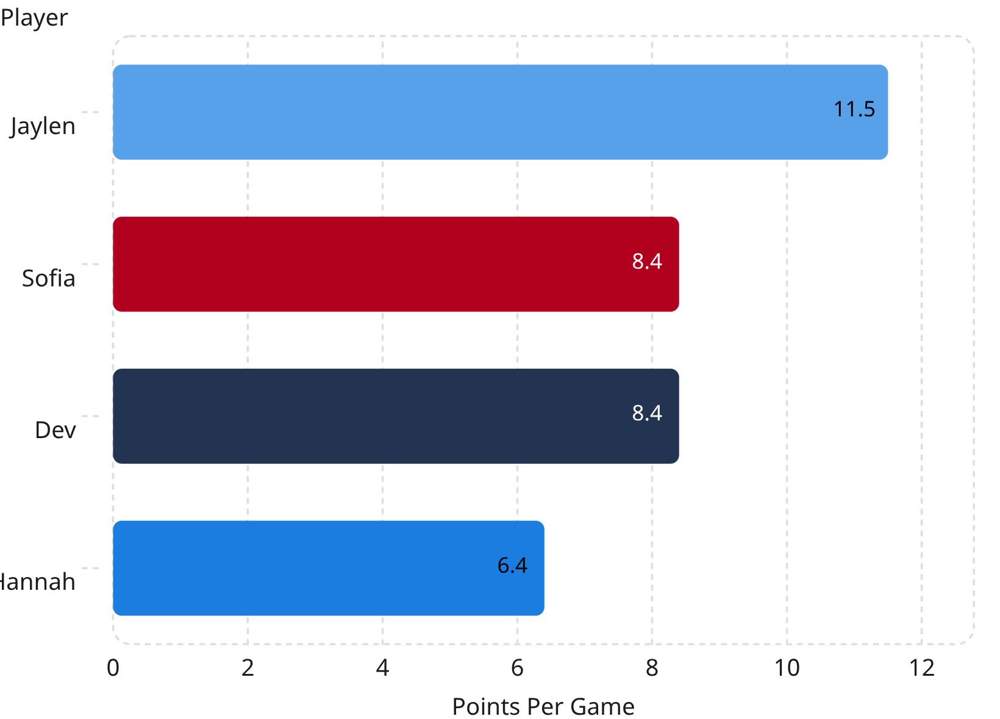 Player
Jaylen
11.5
Sofia
8.4
Dev
8.4
Hannah
6.4
0 2 4 6 8 10 12
Points Per Game